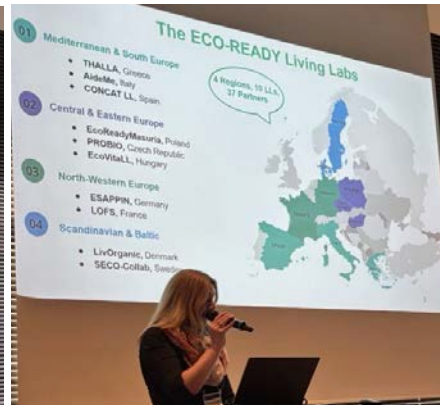 The ECO-READY Living Labs
01
Mediterranean & South Europe
THALLA, Greece
AideMe, Italy
CONCAT LL, Spain
4 Regions, 10 LLs,
37 Partners
02
Central & Eastern Europe
EcoReadyMasuria, Poland
PROBIO, Czech Republic
EcoVitaLL, Hungary
03
North-Western Europe
ESAPPIN, Germany
LOFS, France
04
Scandinavian & Baltic
LivOrganic, Denmark
SECO-Collab, Sweden